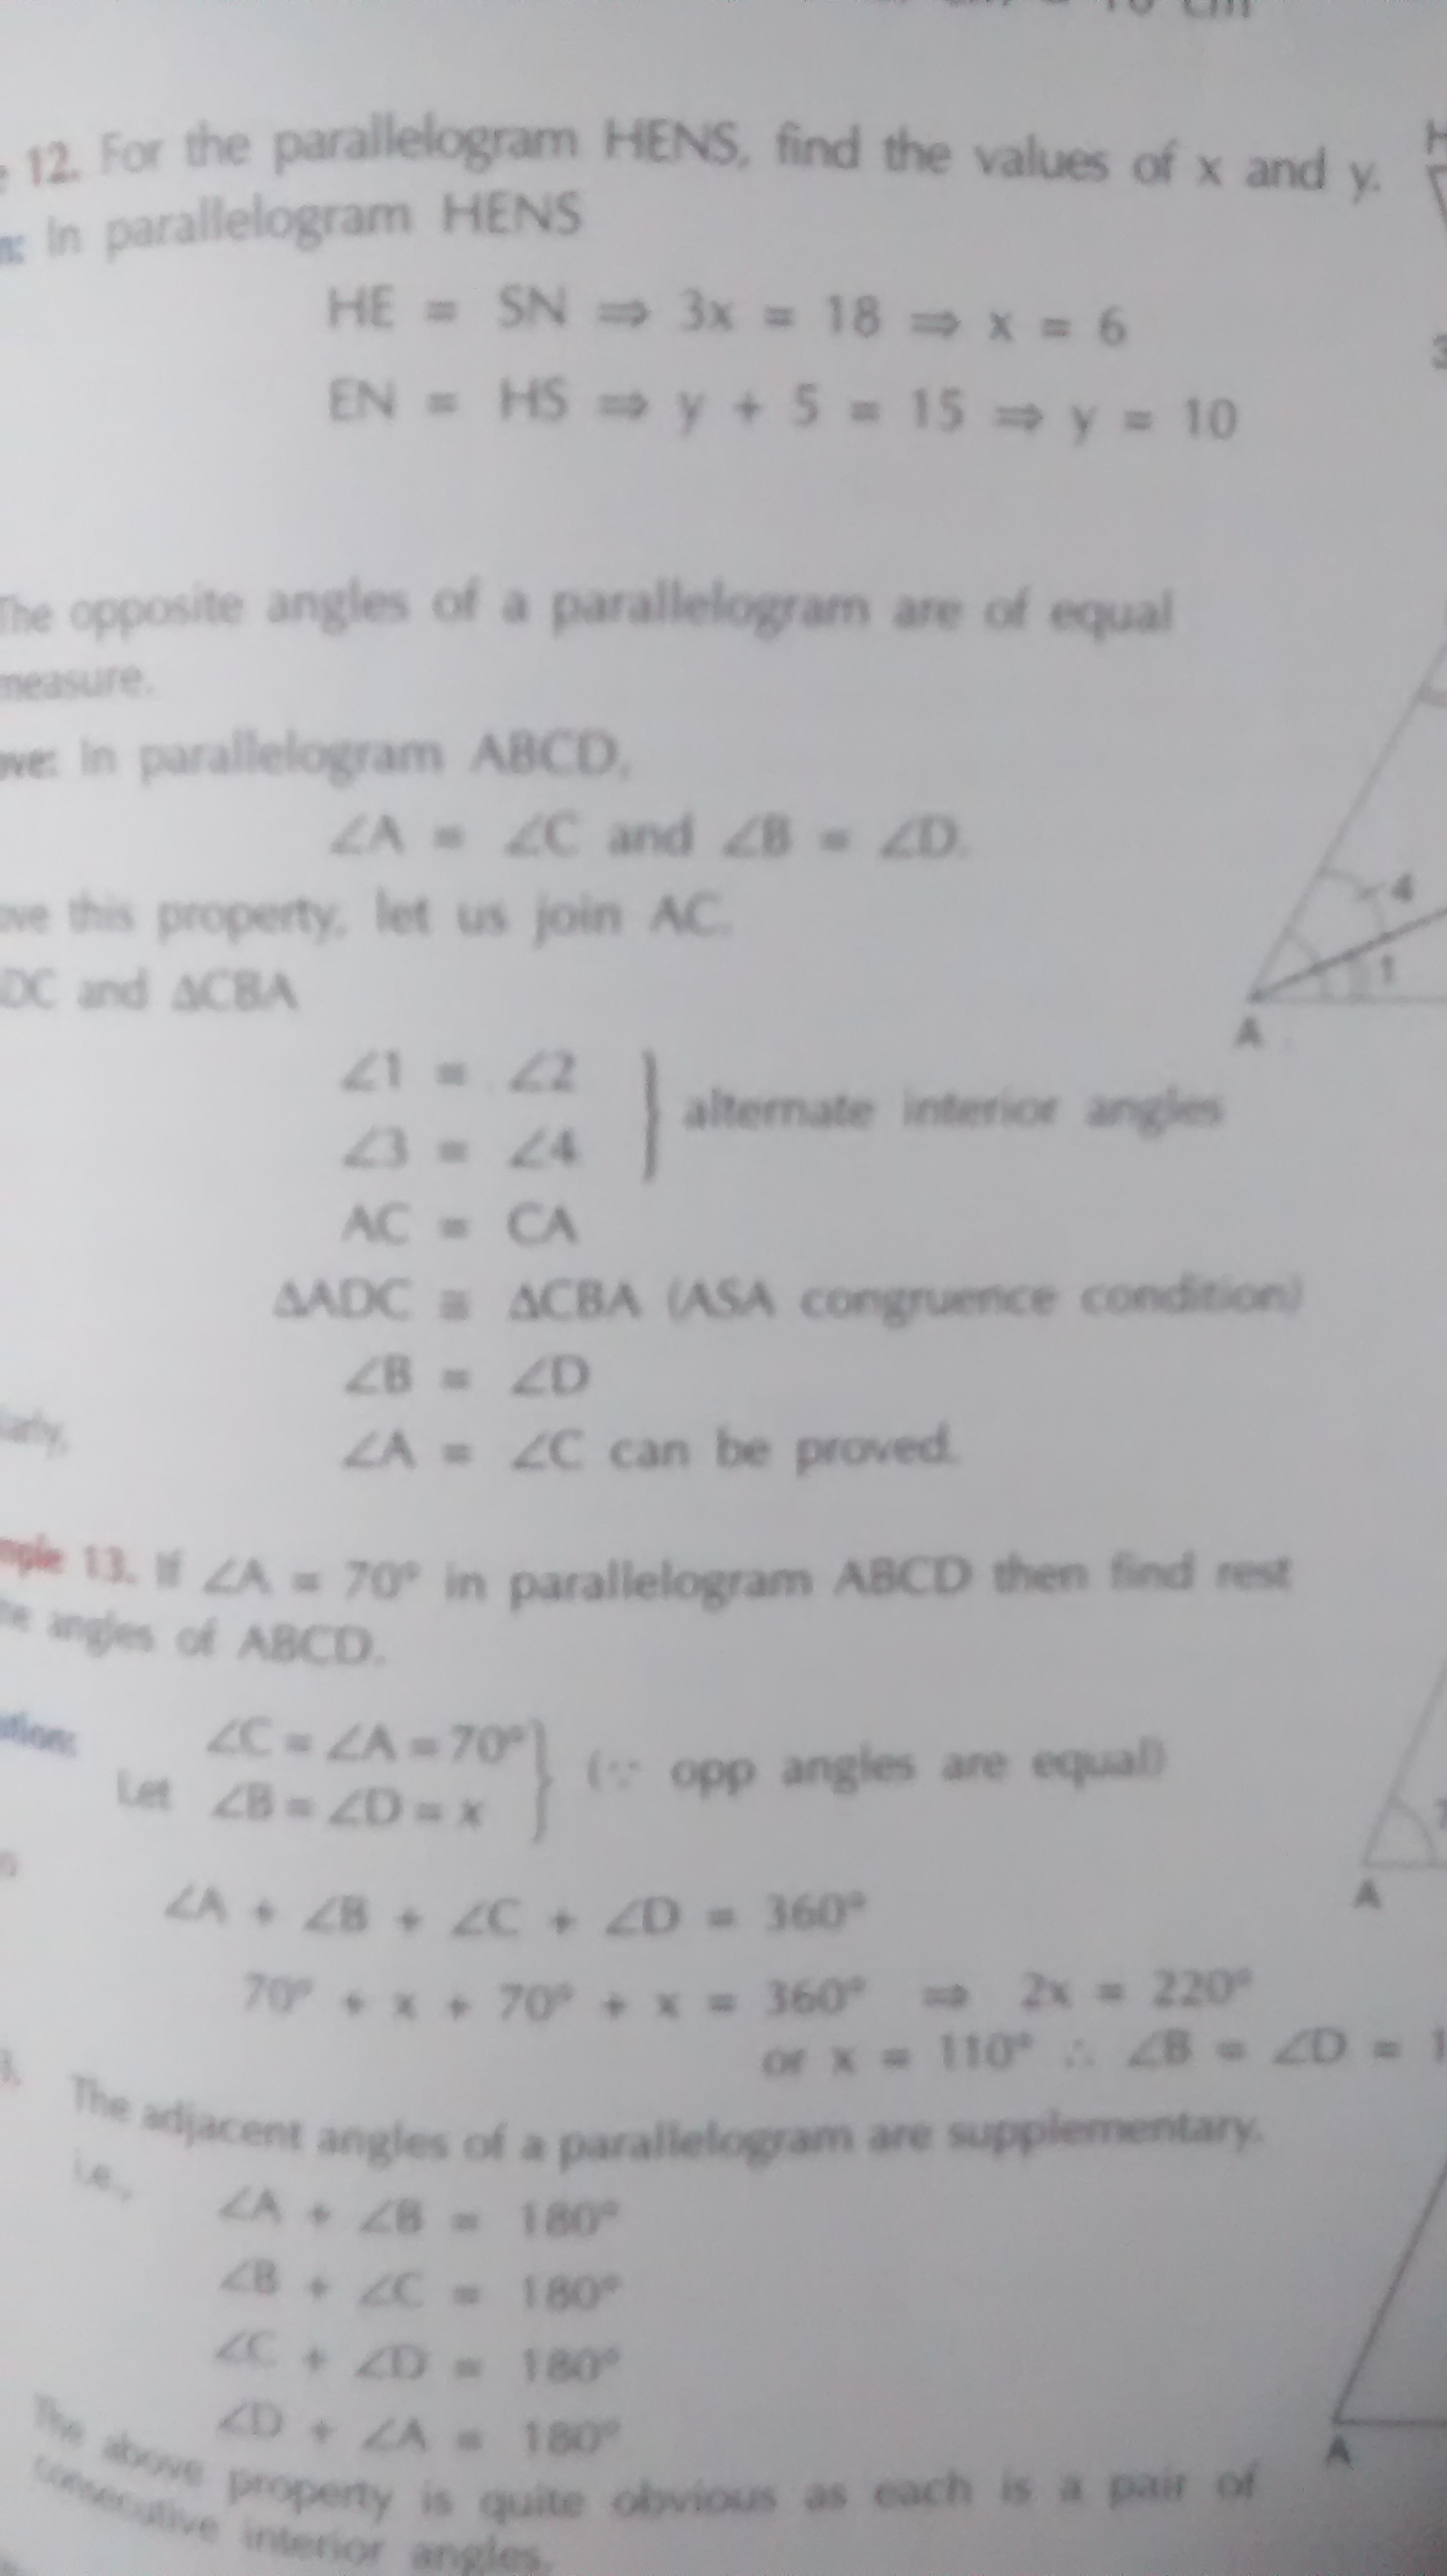 cm
12. For the parallelogram HENS, find the values of x and y.
In parallelogram HENS
HE = SN ⇒ 3x = 18 ⇒ x = 6
EN = HS ⇒ y + 5 = 15 ⇒ y = 10
The opposite angles of a parallelogram are of equal
measure.
In parallelogram ABCD,
∠A = ∠C and ∠B = ∠D.
this property, let us join AC.
DC and ΔCBA
4
1
A
∠1 = ∠2
∠3 = ∠4
} alternate interior angles
AC = CA
ΔADC ≅ ΔCBA (ASA congruence condition)
∠B = ∠D
∠A = ∠C can be proved.
13. If ∠A = 70° in parallelogram ABCD then find rest
angles of ABCD.
∠C = ∠A = 70°
Let ∠B = ∠D = x
} (∵ opp angles are equal)
A
∠A + ∠B + ∠C + ∠D = 360°
70° + x + 70° + x = 360° ⇒ 2x = 220°
or x = 110° ∴ ∠B = ∠D = 1
The adjacent angles of a parallelogram are supplementary.
i.e.,
∠A + ∠B = 180°
∠B + ∠C = 180°
∠C + ∠D = 180°
∠D + ∠A = 180°
A
The above property is quite obvious as each is a pair of
consecutive interior angles.